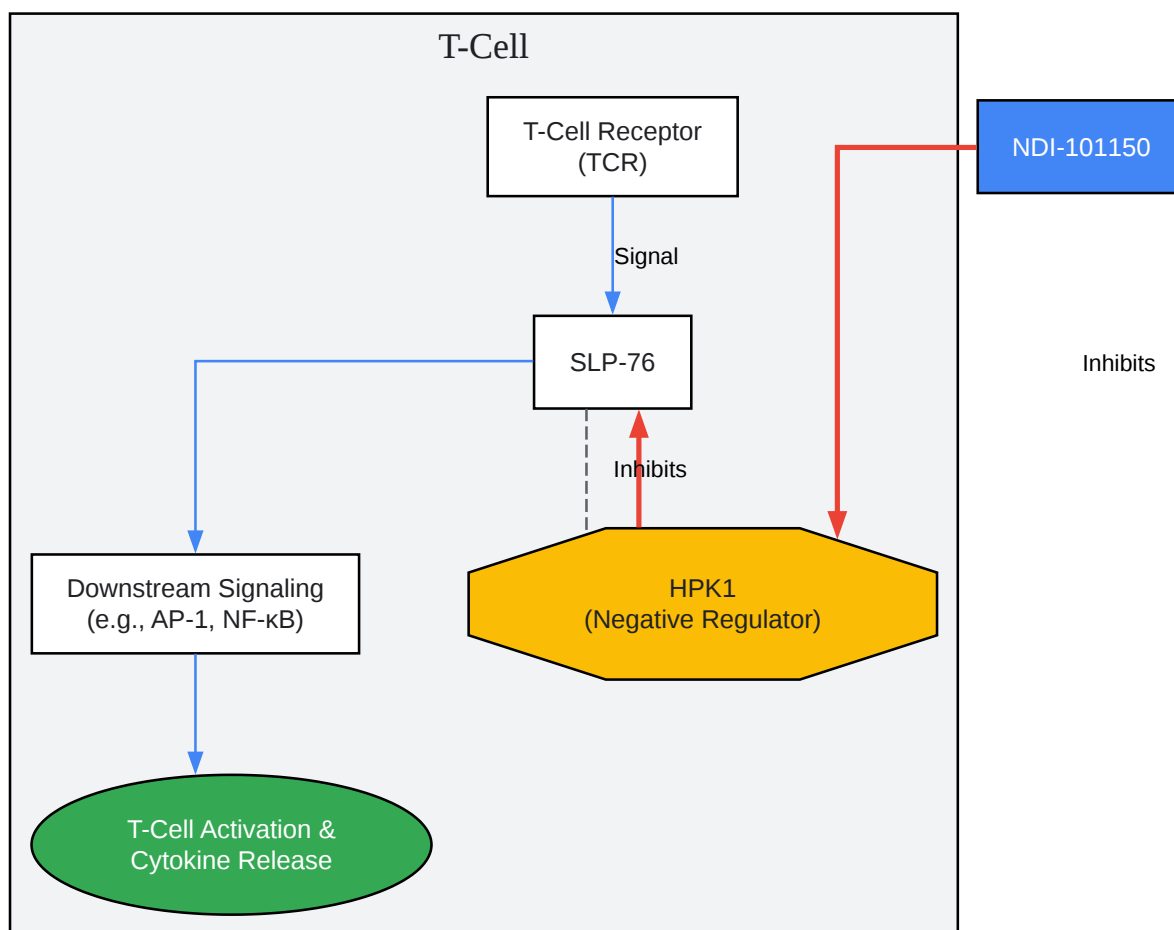 T-Cell
T-Cell Receptor
(TCR)
NDI-101150
Signal
SLP-76
Inhibits
Inhibits
Downstream Signaling
(e.g., AP-1, NF-κB)
HPK1
(Negative Regulator)
T-Cell Activation &
Cytokine Release